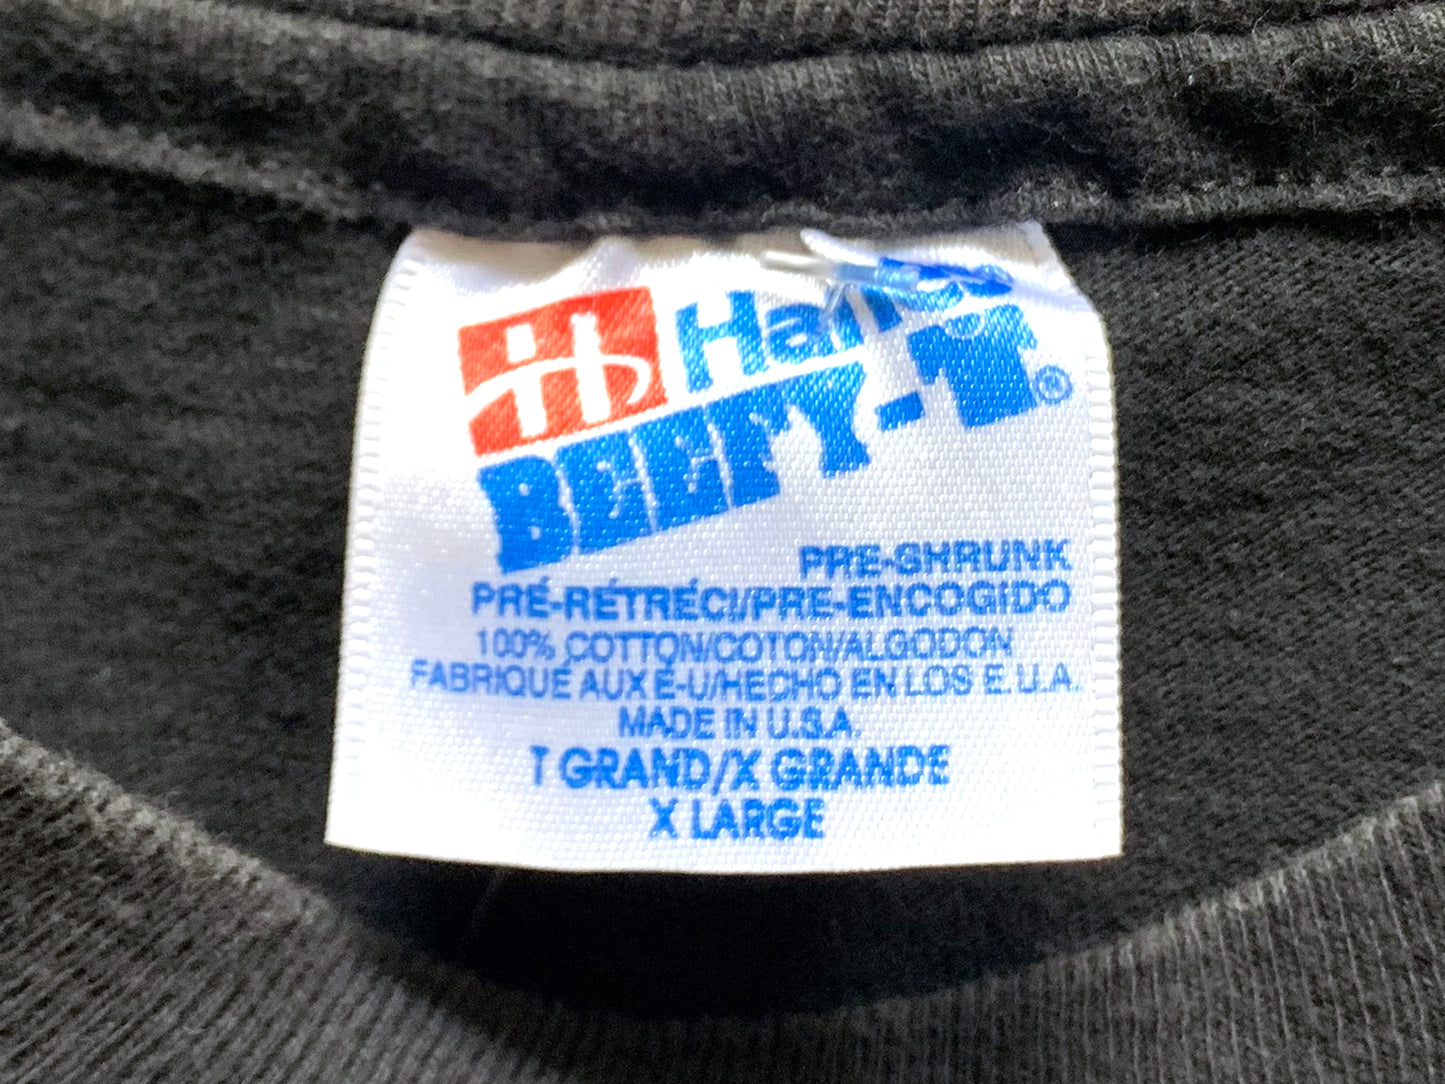 Hanes
BEEFY-T®
PRE-SHRUNK
PRÉ-RÉTRÉCI/PRE-ENCOGIDO
100% COTTON/COTON/ALGODON
FABRIQUÉ AUX É-U/HECHO EN LOS E.U.A.
MADE IN U.S.A.
T GRAND/X GRANDE
X LARGE